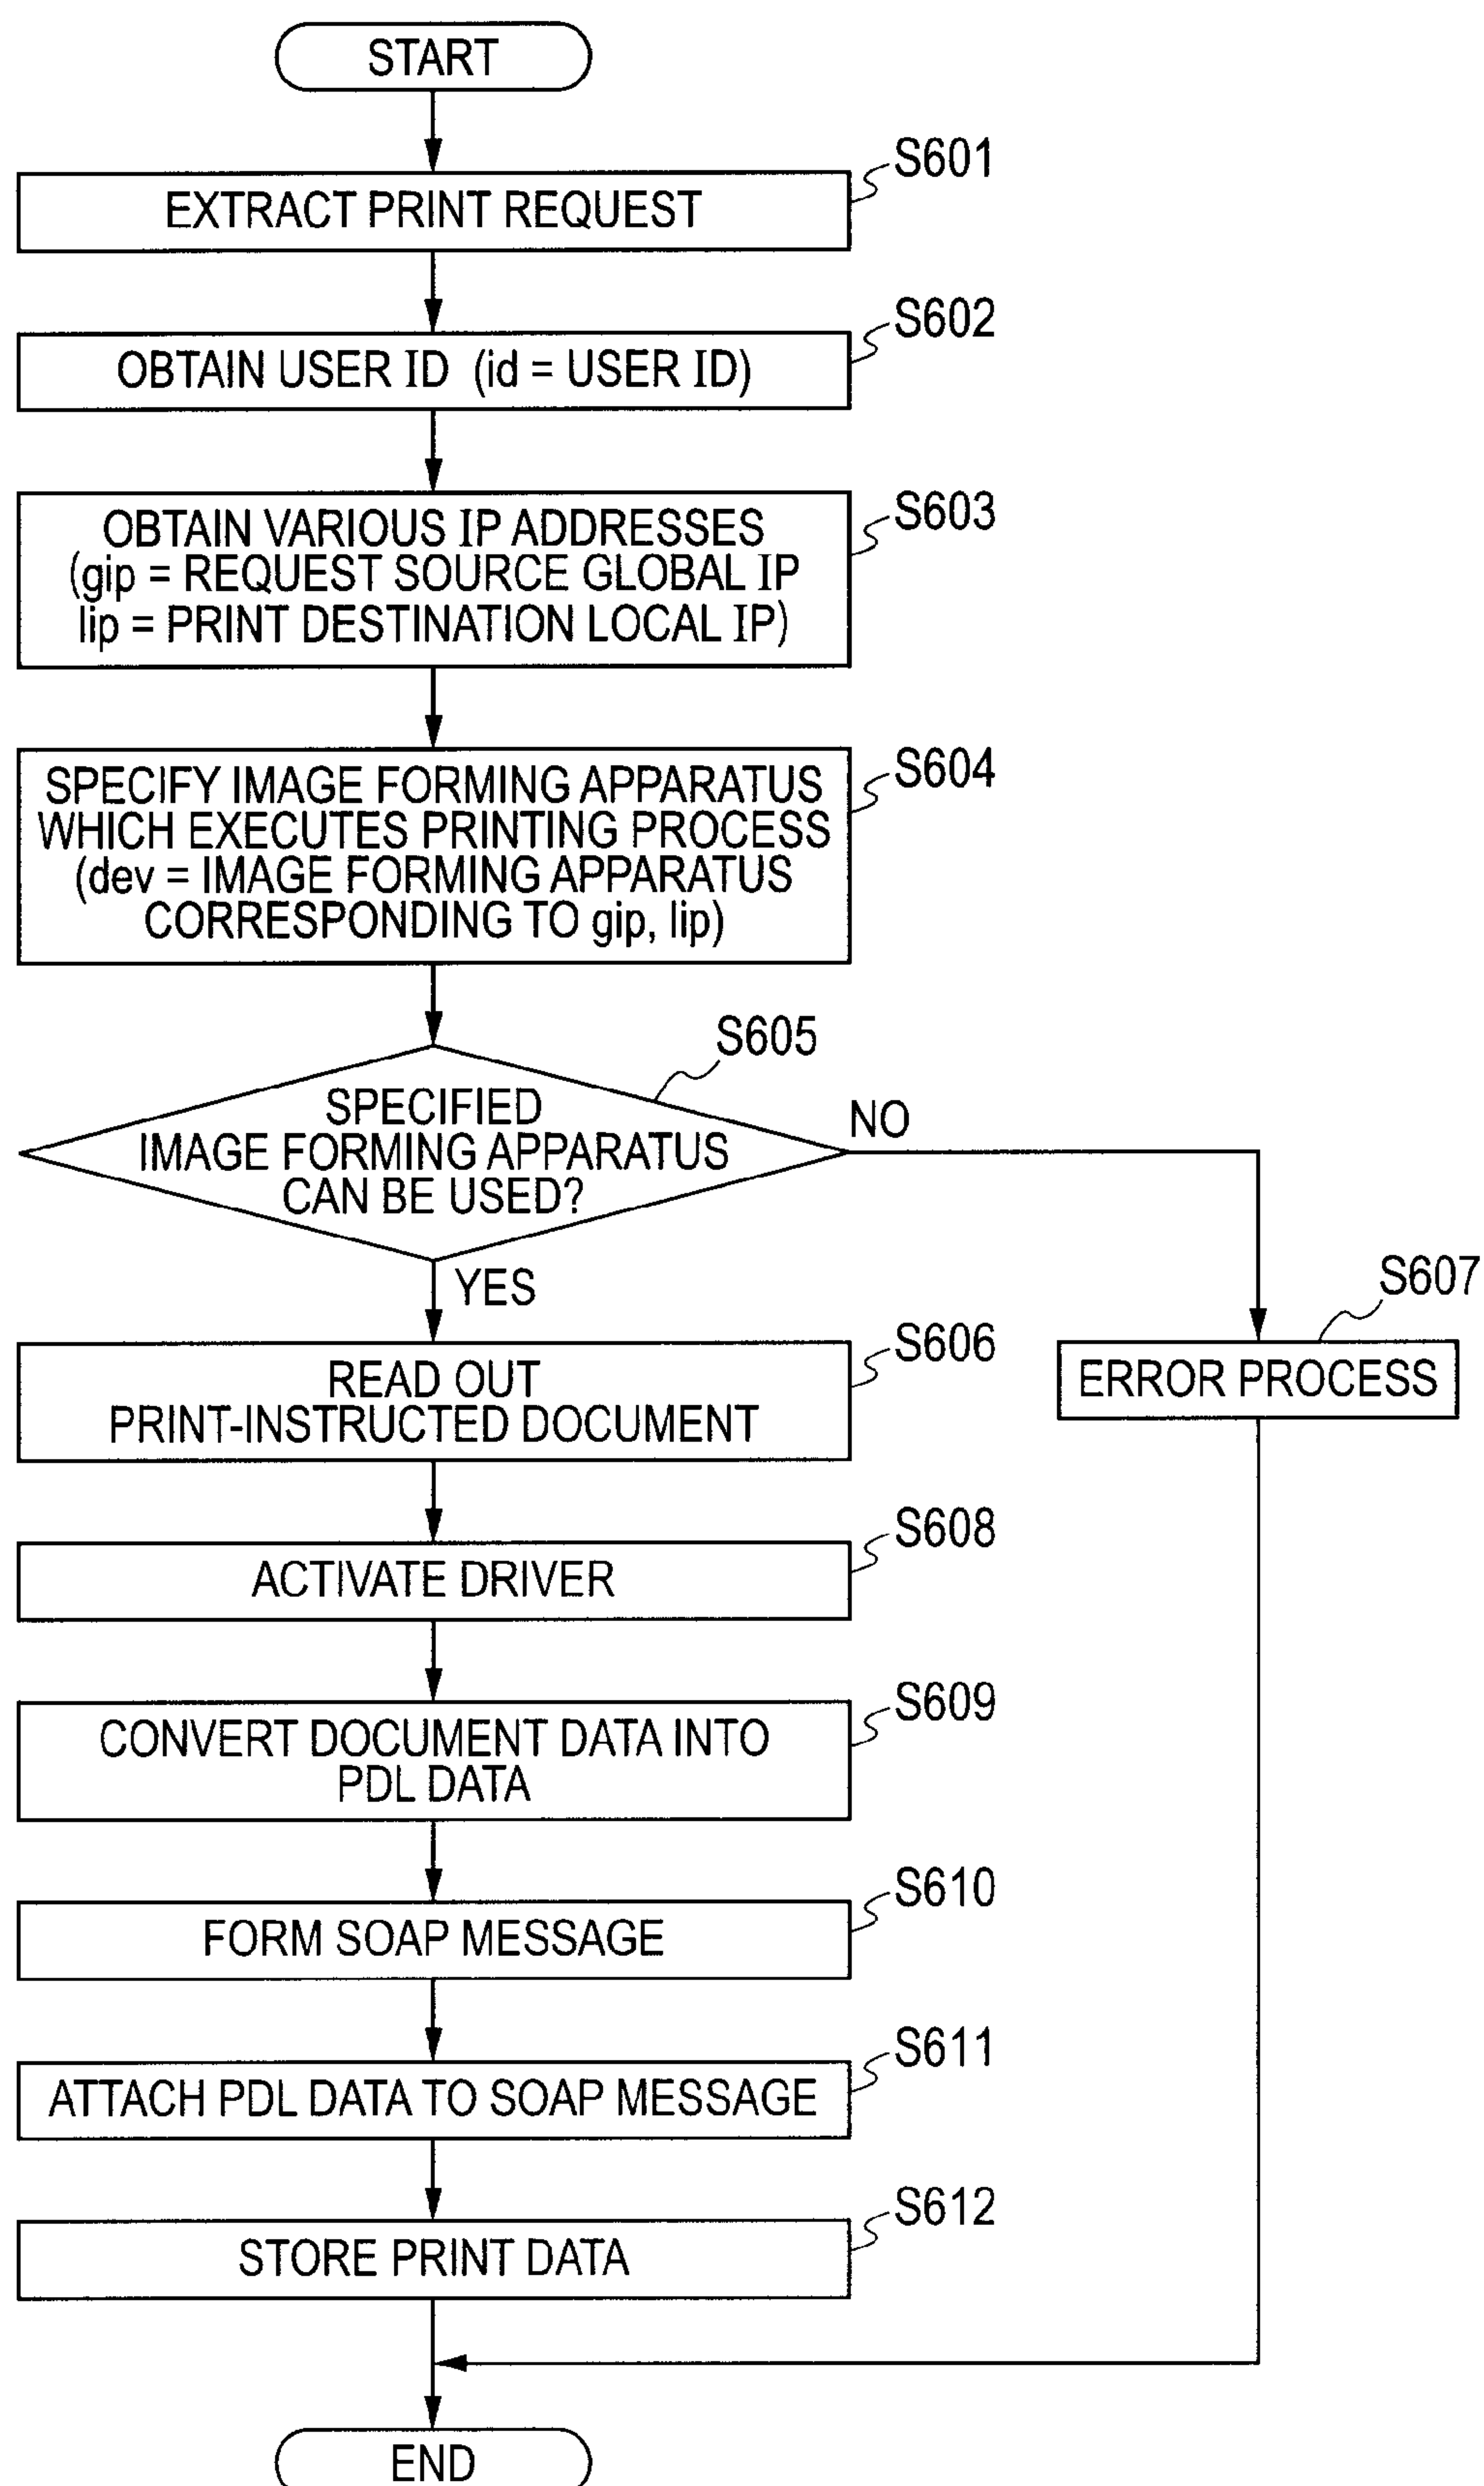 START
S601
EXTRACT PRINT REQUEST
S602
OBTAIN USER ID (id = USER ID)
S603
OBTAIN VARIOUS IP ADDRESSES
(gip = REQUEST SOURCE GLOBAL IP
lip = PRINT DESTINATION LOCAL IP)
S604
SPECIFY IMAGE FORMING APPARATUS
WHICH EXECUTES PRINTING PROCESS
(dev = IMAGE FORMING APPARATUS
CORRESPONDING TO gip, lip)
S605
SPECIFIED
IMAGE FORMING APPARATUS
CAN BE USED?
NO
YES
S607
ERROR PROCESS
S606
READ OUT
PRINT-INSTRUCTED DOCUMENT
S608
ACTIVATE DRIVER
S609
CONVERT DOCUMENT DATA INTO
PDL DATA
S610
FORM SOAP MESSAGE
S611
ATTACH PDL DATA TO SOAP MESSAGE
S612
STORE PRINT DATA
END